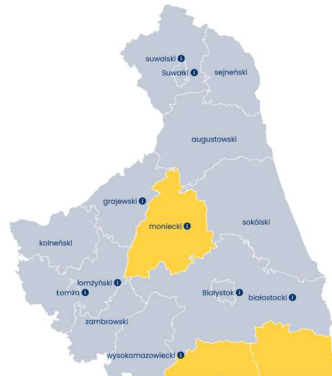 suwalski
Suwałki
sejneński
augustowski
grajewski
moniecki
sokólski
kolneński
łomżyński
Łomża
Białystok
białostocki
zambrowski
wysokomazowiecki